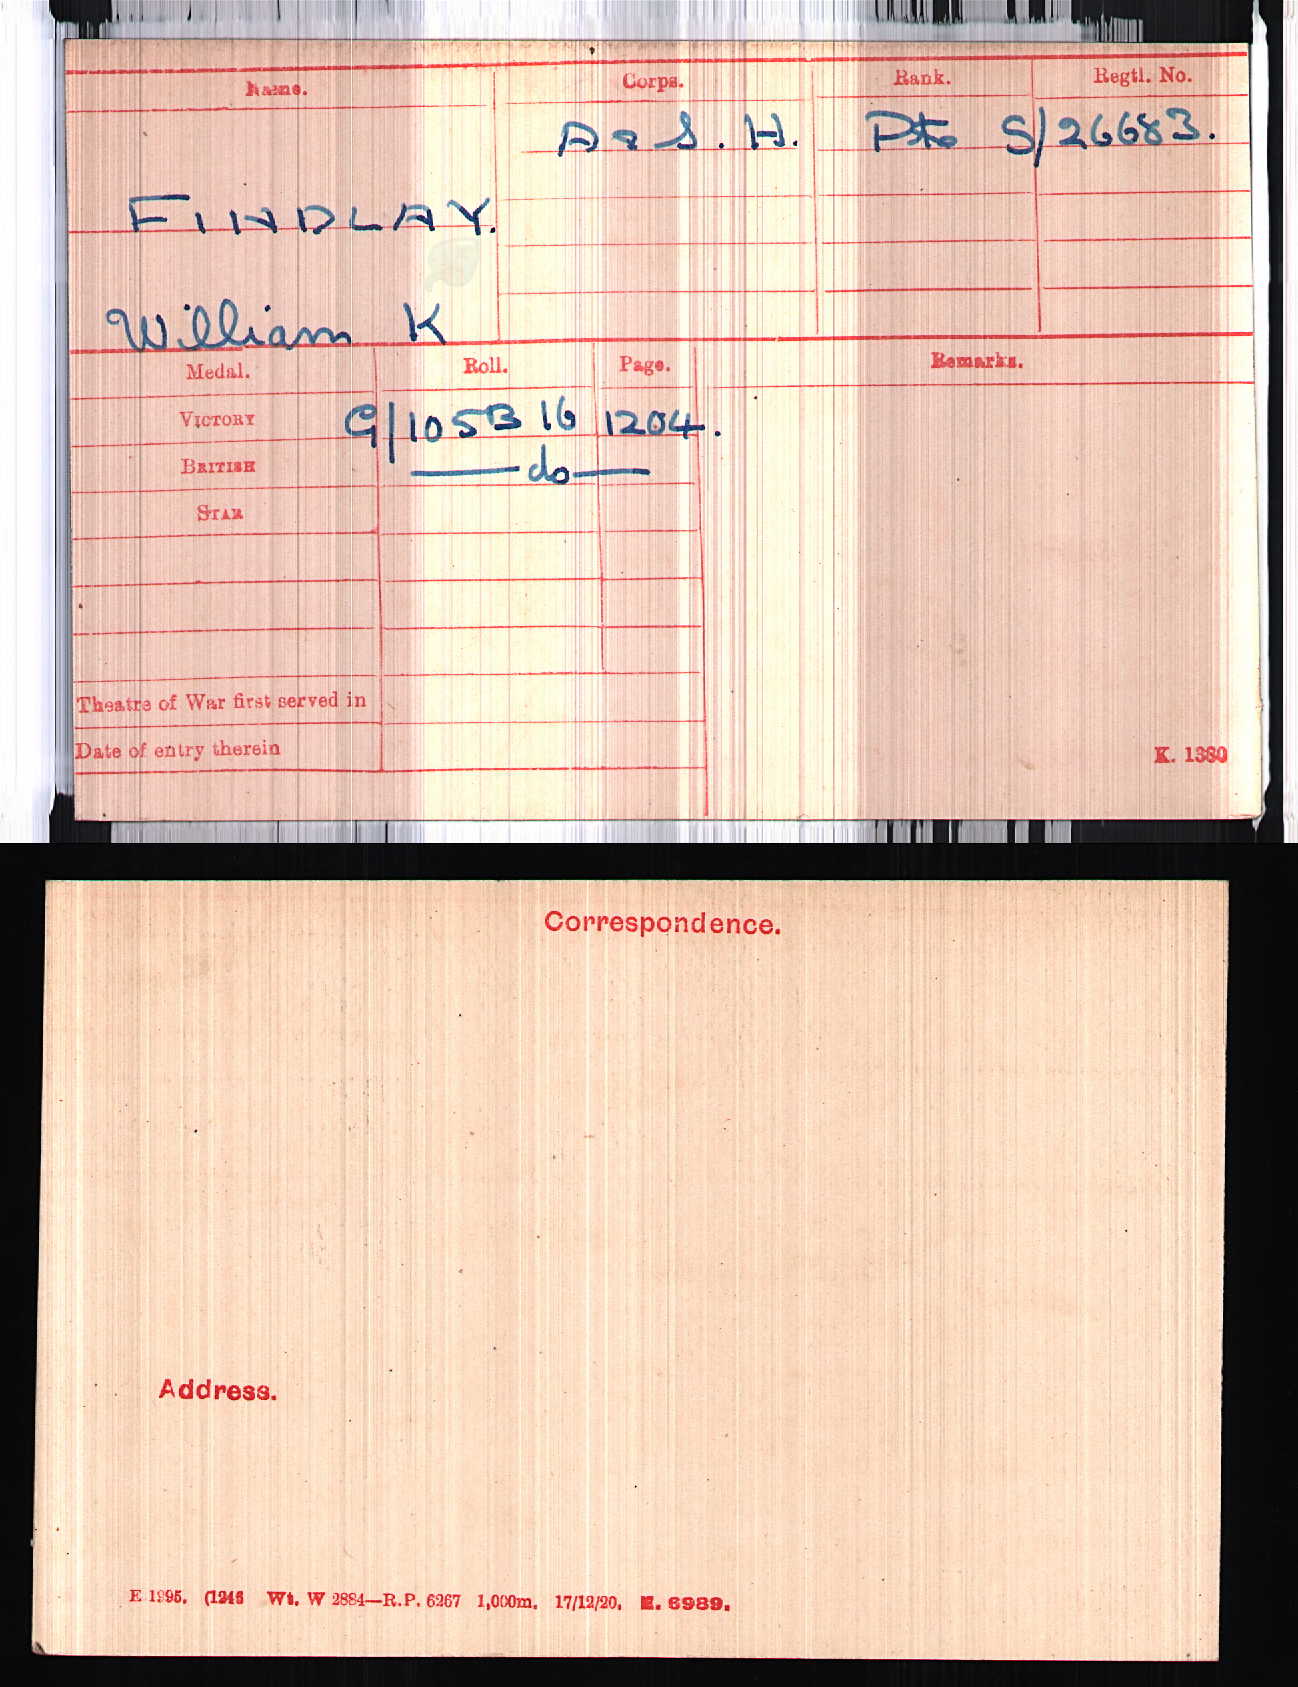 Name. Corps. Rank. Regtl. No.
A & S. H. Pte S/26683.
FINDLAY.
William K
Medal. Roll. Page. Remarks.
VICTORY G/105B16 1204.
BRITISH —do—
STAR
Theatre of War first served in
Date of entry therein
K. 1380
Correspondence.
Address.
E 1995. (1246 Wt. W 2884—R.P. 6267 1,000m. 17/12/20. E. 6989.